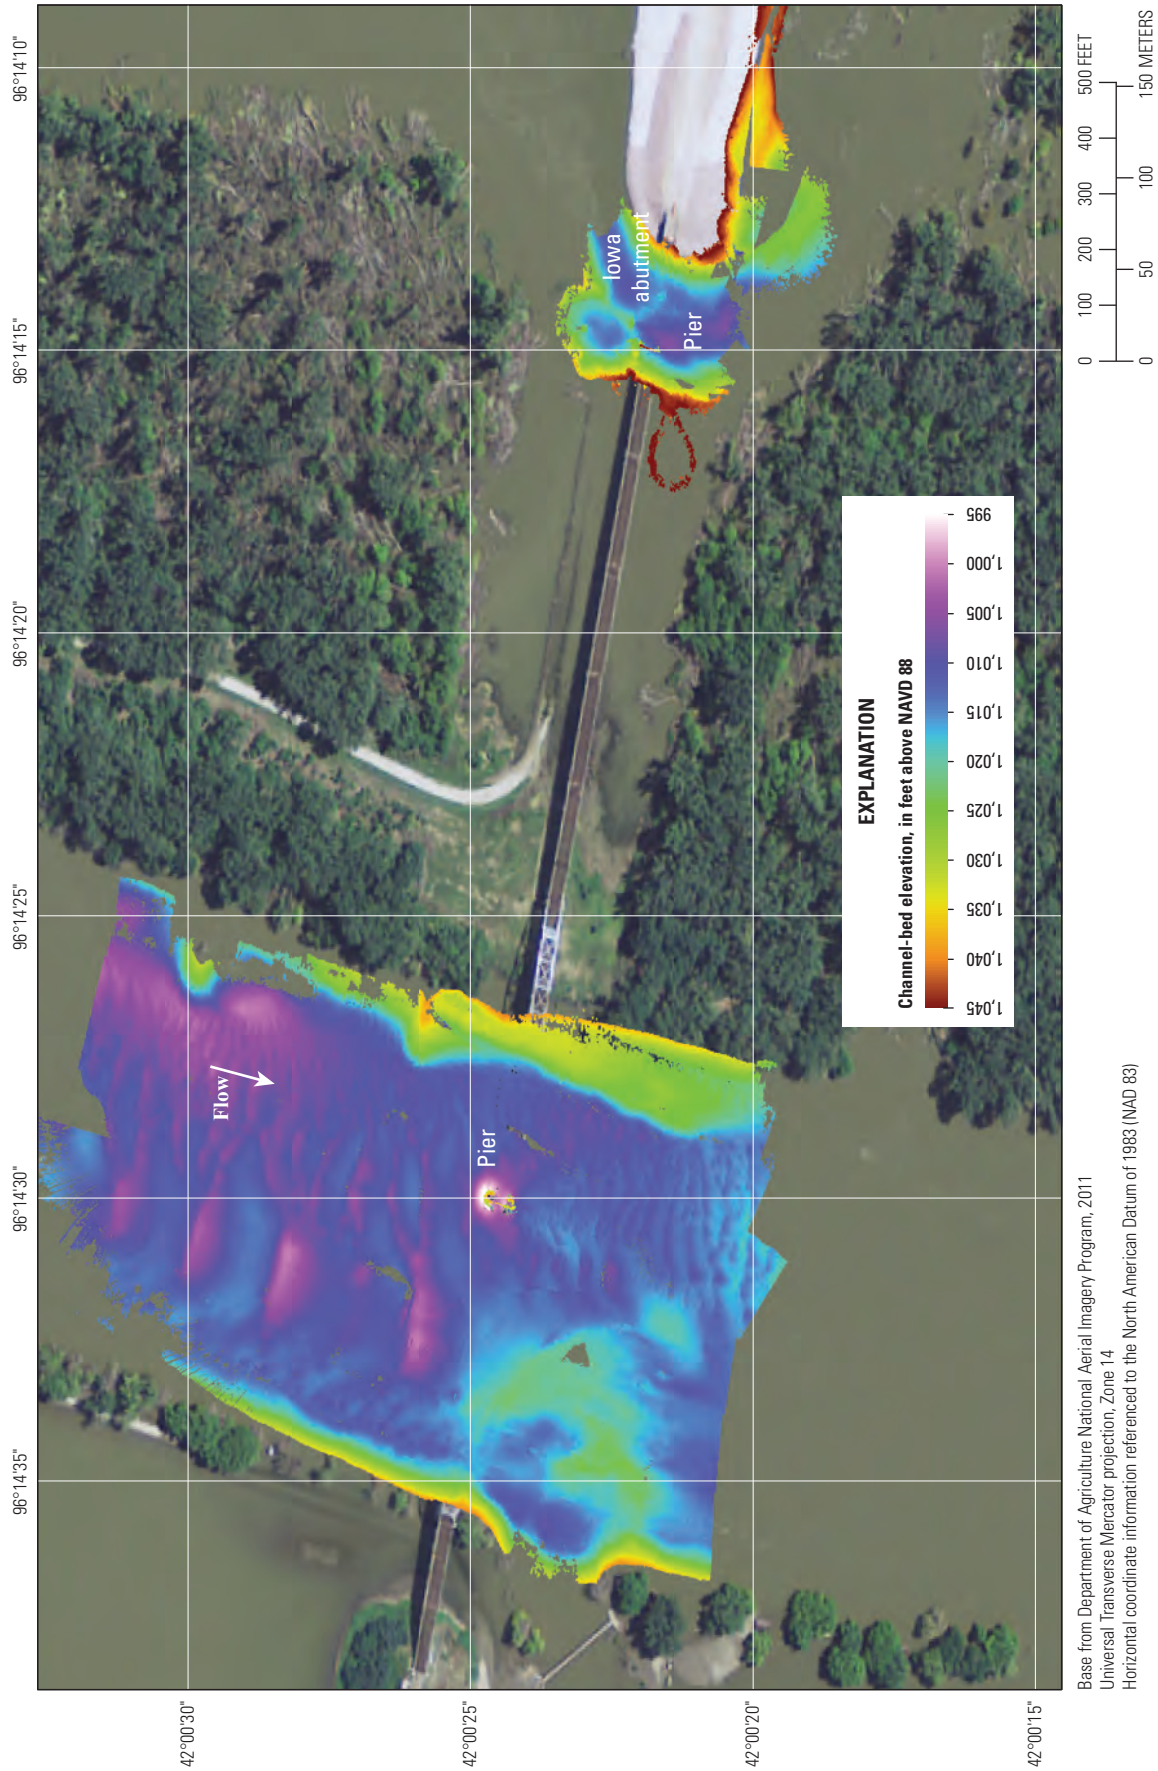 96°14'35"
96°14'30"
96°14'25"
96°14'20"
96°14'15"
96°14'10"
42°00'30"
42°00'25"
42°00'20"
42°00'15"
Flow
Pier
Iowa
abutment
Pier
EXPLANATION
Channel-bed elevation, in feet above NAVD 88
1,045
1,040
1,035
1,030
1,025
1,020
1,015
1,010
1,005
1,000
995
Base from Department of Agriculture National Aerial Imagery Program, 2011
Universal Transverse Mercator projection, Zone 14
Horizontal coordinate information referenced to the North American Datum of 1983 (NAD 83)
0 100 200 300 400 500 FEET
0 50 100 150 METERS